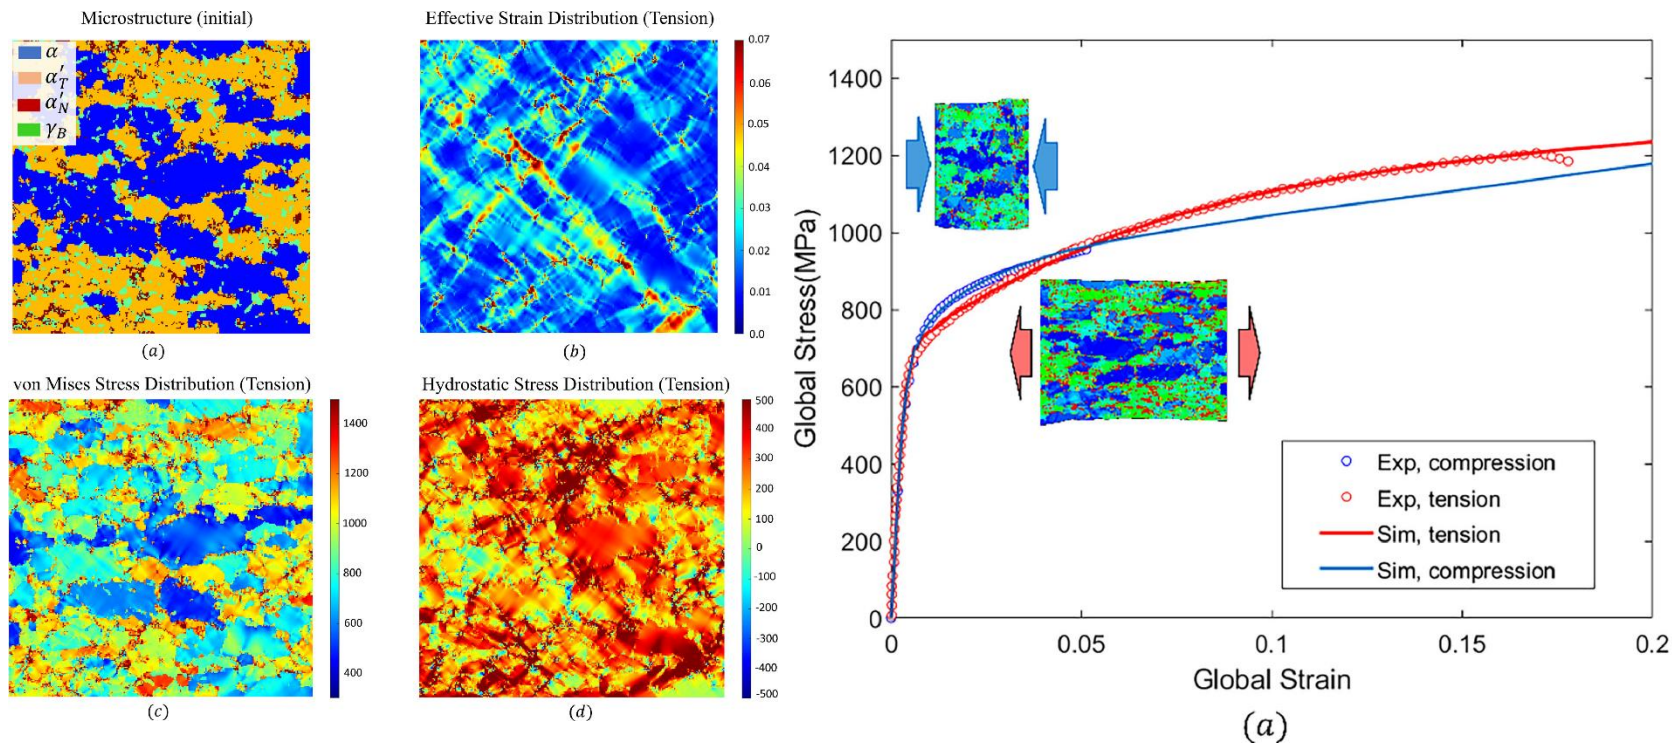 Microstructure (initial)
α
α′T
α′N
γB
(a)
Effective Strain Distribution (Tension)
0.07
0.06
0.05
0.04
0.03
0.02
0.01
0.0
(b)
von Mises Stress Distribution (Tension)
1400
1200
1000
800
600
400
(c)
Hydrostatic Stress Distribution (Tension)
500
400
300
200
100
0
-100
-200
-300
-400
-500
(d)
Global Stress(MPa)
1400
1200
1000
800
600
400
200
0
Exp, compression
Exp, tension
Sim, tension
Sim, compression
0
0.05
0.1
0.15
0.2
Global Strain
(a)